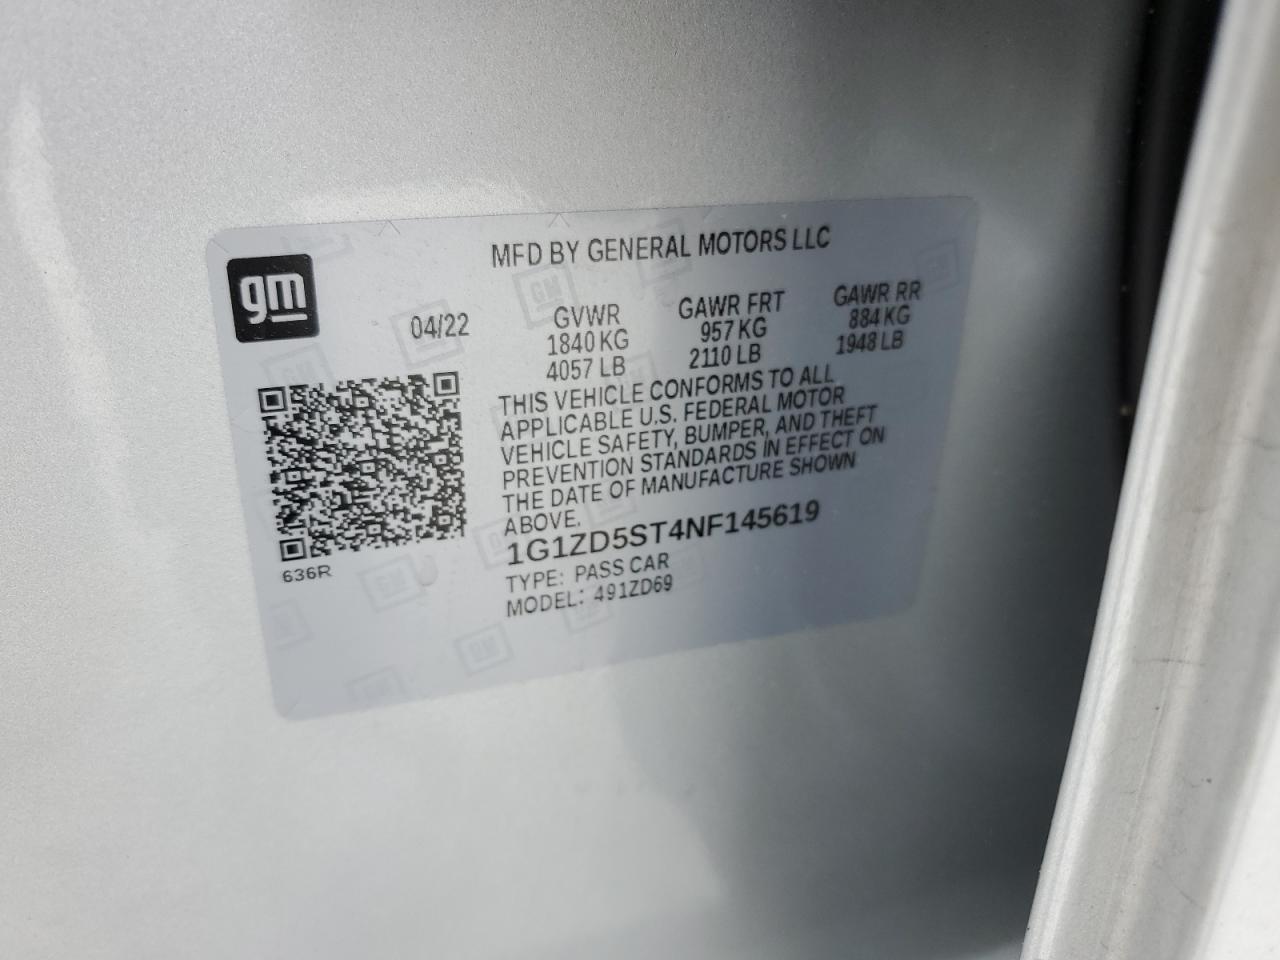 MFD BY GENERAL MOTORS LLC
gm
04/22
GVWR
1840 KG
4057 LB
GAWR FRT
957 KG
2110 LB
GAWR RR
884 KG
1948 LB
THIS VEHICLE CONFORMS TO ALL
APPLICABLE U.S. FEDERAL MOTOR
VEHICLE SAFETY, BUMPER, AND THEFT
PREVENTION STANDARDS IN EFFECT ON
THE DATE OF MANUFACTURE SHOWN
ABOVE.
1G1ZD5ST4NF145619
TYPE: PASS CAR
MODEL: 491ZD69
636R